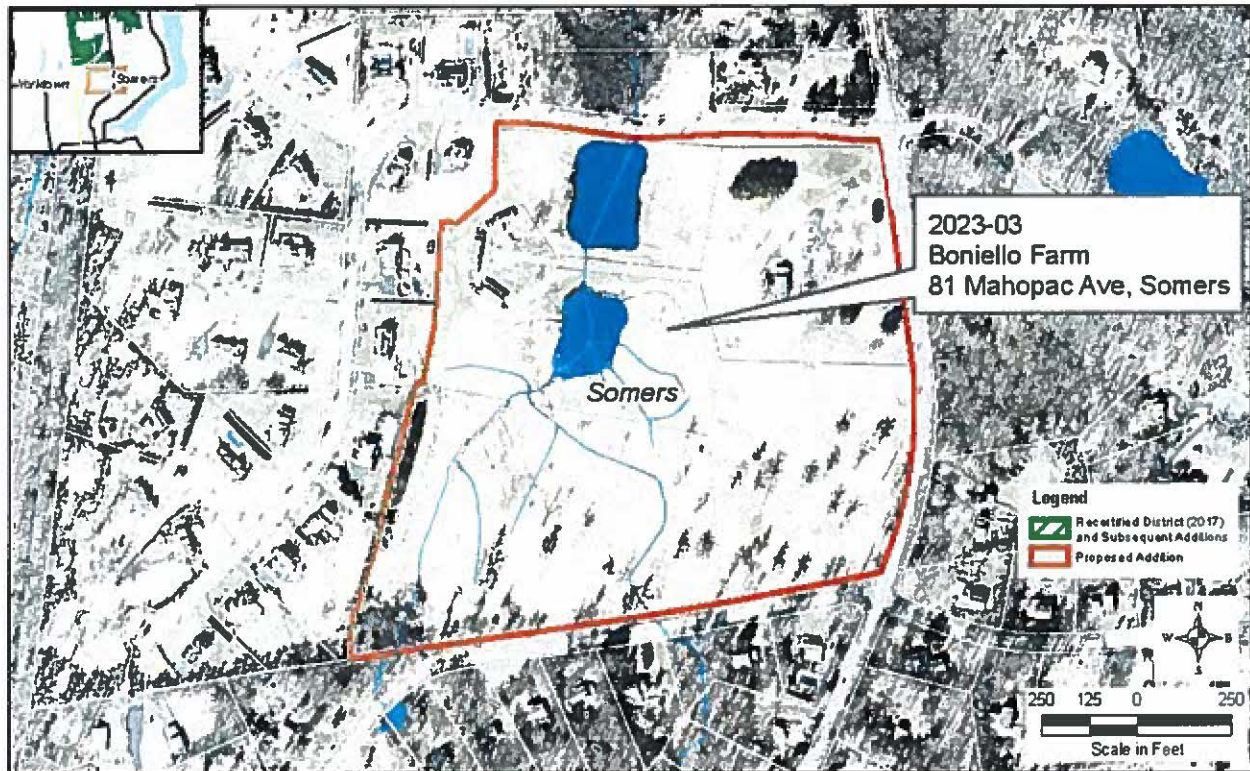 Yorktown
Somers
2023-03
Boniello Farm
81 Mahopac Ave, Somers
Somers
Legend
Recertified District (2017)
and Subsequent Additions
Proposed Addition
N
W
E
S
250 125 0 250
Scale in Feet